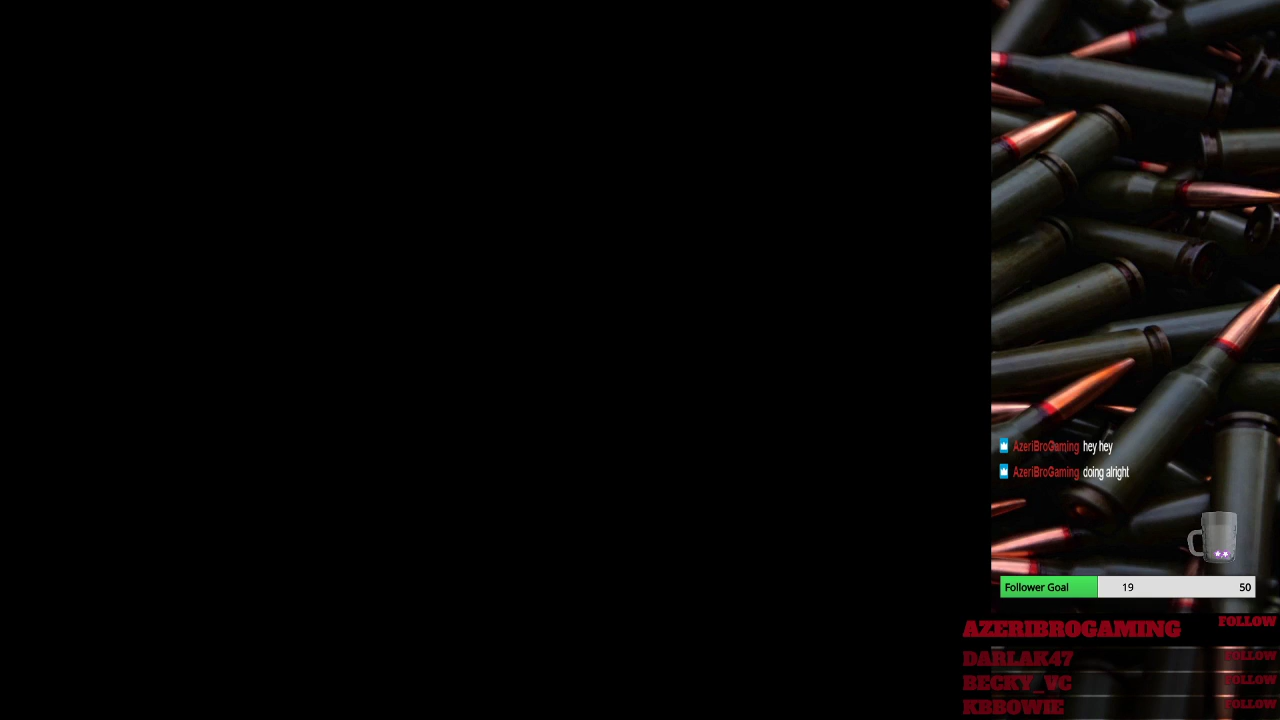 AzeriBroGaming hey hey
AzeriBroGaming doing alright
Follower Goal 19 50
AZERIBROGAMING FOLLOW
DARLAK47 FOLLOW
BECKY_VC FOLLOW
KBBOWIE FOLLOW